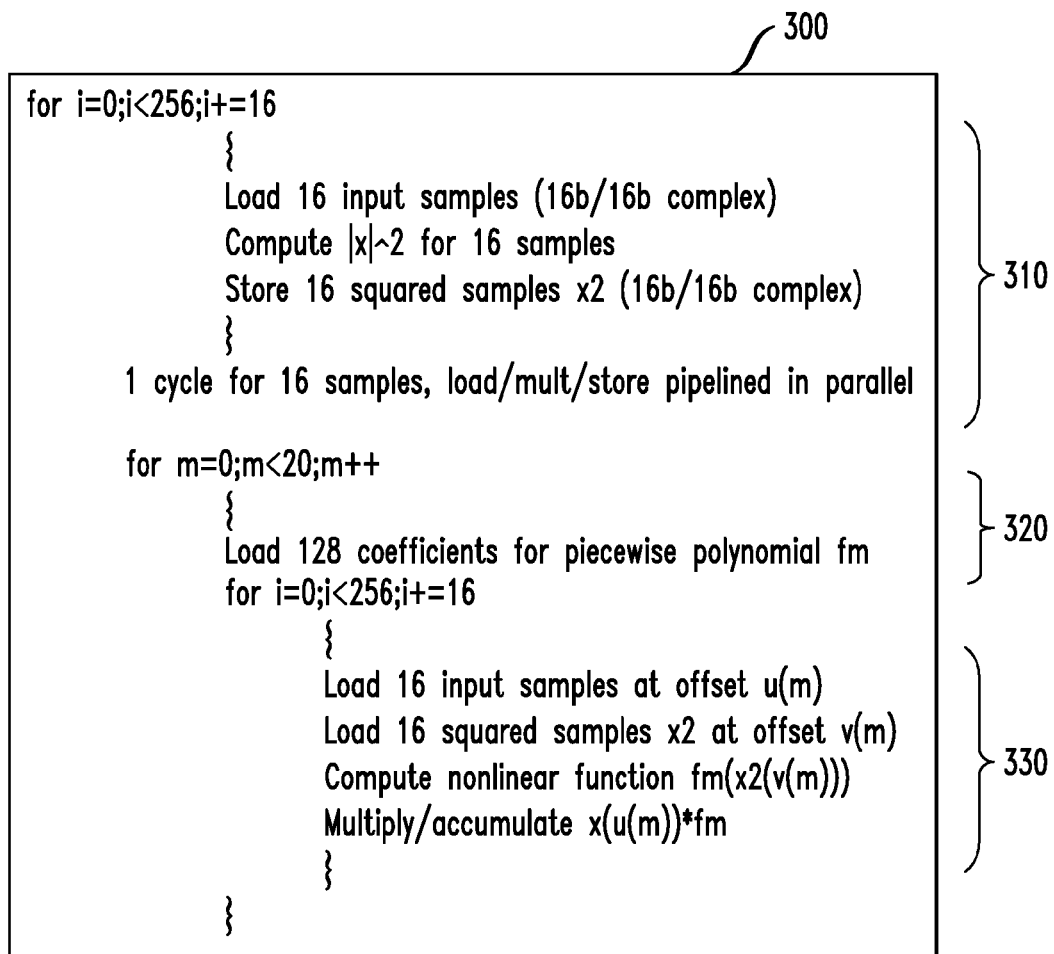 300
for i=0;i<256;i+=16
{
Load 16 input samples (16b/16b complex)
Compute |x|^2 for 16 samples
Store 16 squared samples x2 (16b/16b complex)
}
310
1 cycle for 16 samples, load/mult/store pipelined in parallel
for m=0;m<20;m++
{
320
Load 128 coefficients for piecewise polynomial fm
for i=0;i<256;i+=16
{
Load 16 input samples at offset u(m)
Load 16 squared samples x2 at offset v(m)
330
Compute nonlinear function fm(x2(v(m)))
Multiply/accumulate x(u(m))*fm
}
}